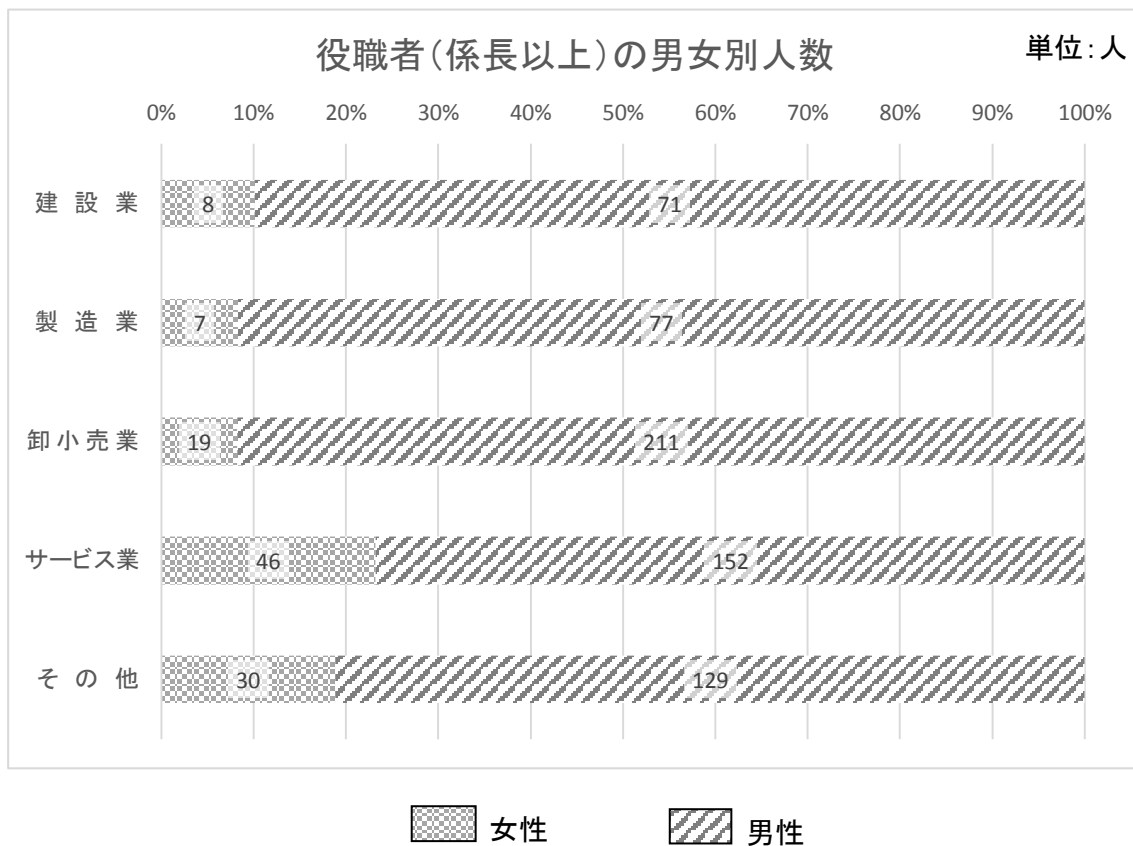 役職者（係長以上）の男女別人数
単位：人
0% 10% 20% 30% 40% 50% 60% 70% 80% 90% 100%
建設業 8 71
製造業 7 77
卸小売業 19 211
サービス業 46 152
その他 30 129
女性 男性